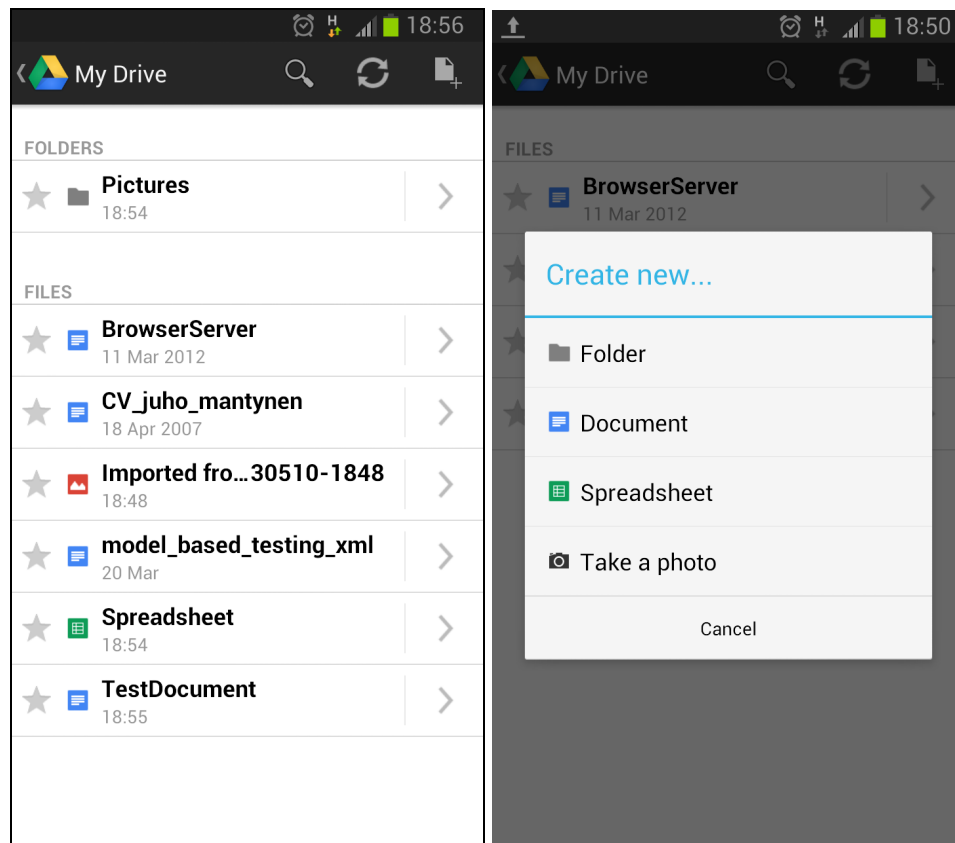 H
18:56
My Drive
FOLDERS
Pictures
18:54
FILES
BrowserServer
11 Mar 2012
CV_juho_mantynen
18 Apr 2007
Imported fro...30510-1848
18:48
model_based_testing_xml
20 Mar
Spreadsheet
18:54
TestDocument
18:55
H
18:50
My Drive
FILES
BrowserServer
11 Mar 2012
Create new...
Folder
Document
Spreadsheet
Take a photo
Cancel